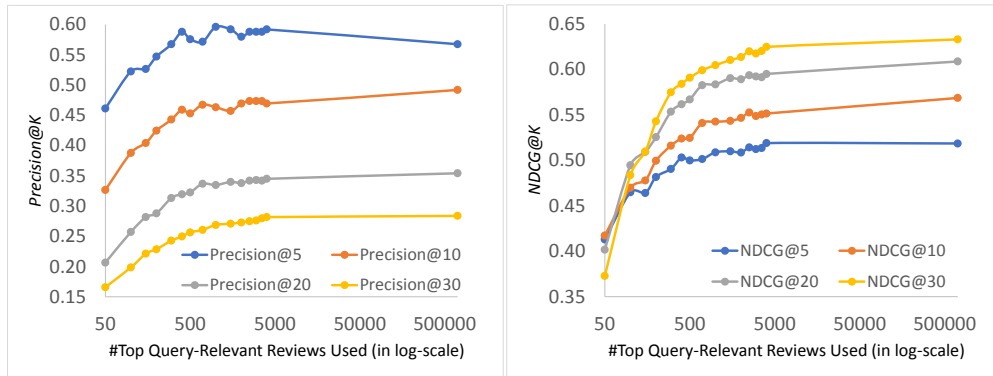 0.60
0.55
0.50
0.45
0.40
0.35
0.30
0.25
0.20
0.15
Precision@K
Precision@5 Precision@10
Precision@20 Precision@30
50 500 5000 50000 500000
#Top Query-Relevant Reviews Used (in log-scale)
0.65
0.60
0.55
0.50
0.45
0.40
0.35
NDCG@K
NDCG@5 NDCG@10
NDCG@20 NDCG@30
50 500 5000 50000 500000
#Top Query-Relevant Reviews Used (in log-scale)